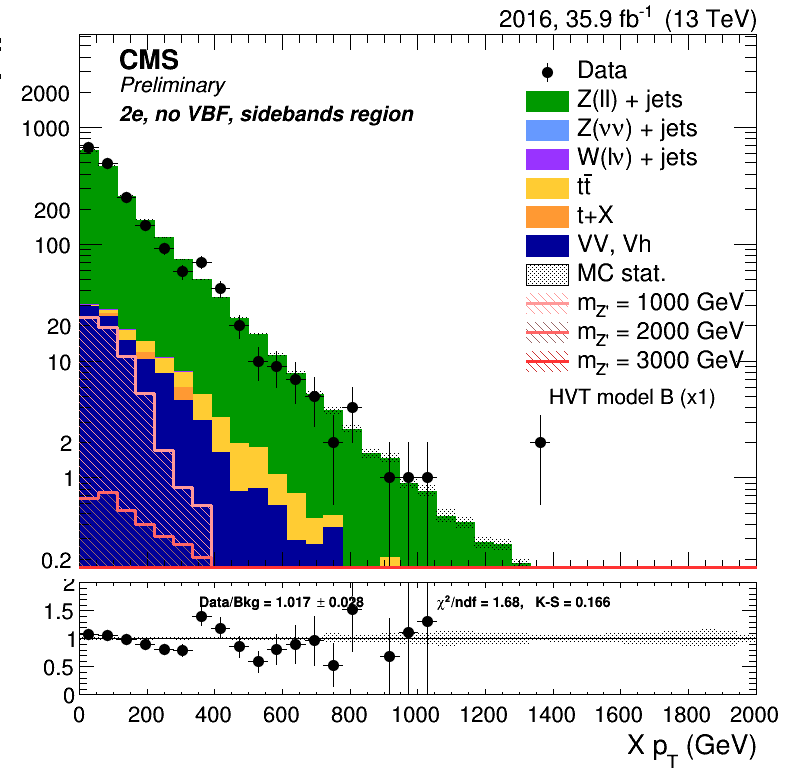 2016, 35.9 fb⁻¹ (13 TeV)
CMS
Preliminary
2e, no VBF, sidebands region
Data
Z(ll) + jets
Z(νν) + jets
W(lν) + jets
tt̄
t+X
VV, Vh
MC stat.
m_Z' = 1000 GeV
m_Z' = 2000 GeV
m_Z' = 3000 GeV
HVT model B (x1)
2000
1000
200
100
20
10
2
1
0.2
Data/Bkg = 1.017 ± 0.028
χ²/ndf = 1.68, K-S = 0.166
2
1.5
1
0.5
0
0 200 400 600 800 1000 1200 1400 1600 1800 2000
X p_T (GeV)